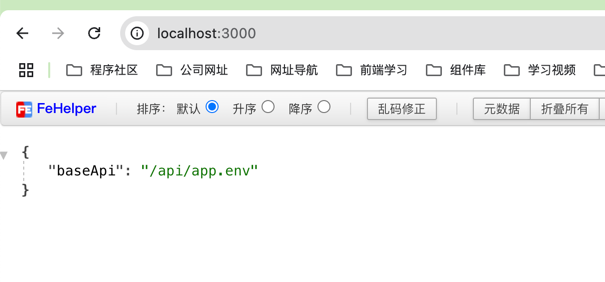 localhost:3000
程序社区 公司网址 网址导航 前端学习 组件库 学习视频
FeHelper 排序: 默认 升序 降序 乱码修正 元数据 折叠所有
{
"baseApi": "/api/app.env"
}